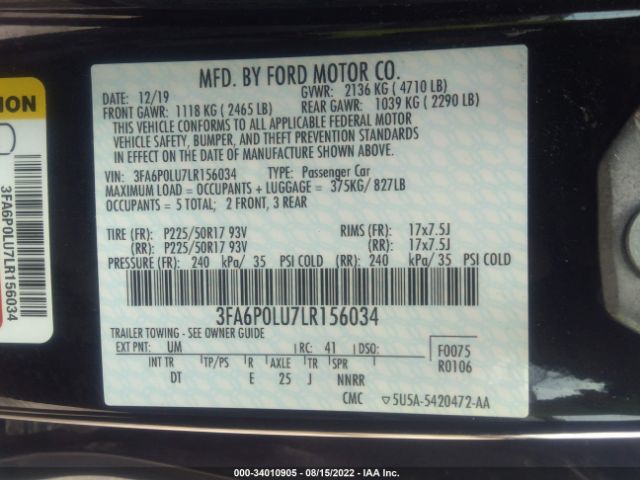 MFD. BY FORD MOTOR CO.
DATE: 12/19 GVWR: 2136 KG ( 4710 LB)
FRONT GAWR: 1118 KG ( 2465 LB) REAR GAWR: 1039 KG ( 2290 LB)
THIS VEHICLE CONFORMS TO ALL APPLICABLE FEDERAL MOTOR
VEHICLE SAFETY, BUMPER, AND THEFT PREVENTION STANDARDS
IN EFFECT ON THE DATE OF MANUFACTURE SHOWN ABOVE.
VIN: 3FA6P0LU7LR156034 TYPE: Passenger Car
MAXIMUM LOAD = OCCUPANTS + LUGGAGE = 375KG/ 827LB
OCCUPANTS = 5 TOTAL; 2 FRONT, 3 REAR
TIRE (FR): P225/50R17 93V RIMS (FR): 17x7.5J
(RR): P225/50R17 93V (RR): 17x7.5J
PRESSURE (FR): 240 kPa/ 35 PSI COLD (RR): 240 kPa/ 35 PSI COLD
3FA6P0LU7LR156034
TRAILER TOWING - SEE OWNER GUIDE
EXT PNT: UM RC: 41 DSO: F0075
INT TR TP/PS R AXLE TR SPR R0106
DT E 25 J NNRR
CMC ▽5U5A-5420472-AA
ION
3FA6P0LU7LR156034
000-34010905 - 08/15/2022 - IAA Inc.